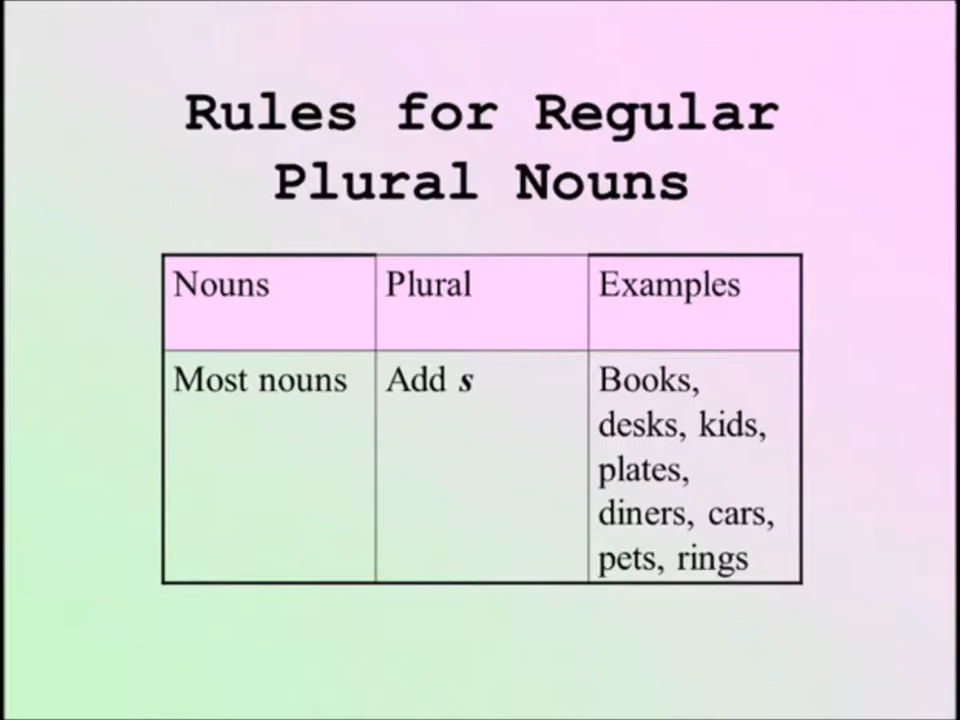 Rules for Regular
Plural Nouns
Nouns
Plural
Examples
Most nouns
Add s
Books,
desks, kids,
plates,
diners, cars,
pets, rings